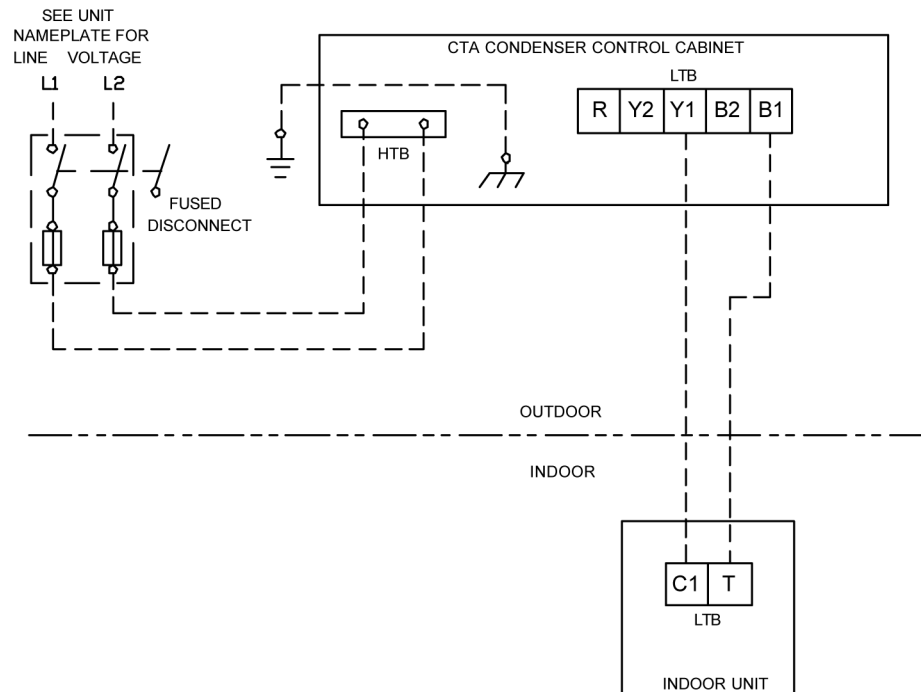 SEE UNIT
NAMEPLATE FOR
LINE VOLTAGE
L1 L2
FUSED
DISCONNECT
CTA CONDENSER CONTROL CABINET
HTB
LTB
R Y2 Y1 B2 B1
OUTDOOR
INDOOR
C1 T
LTB
INDOOR UNIT